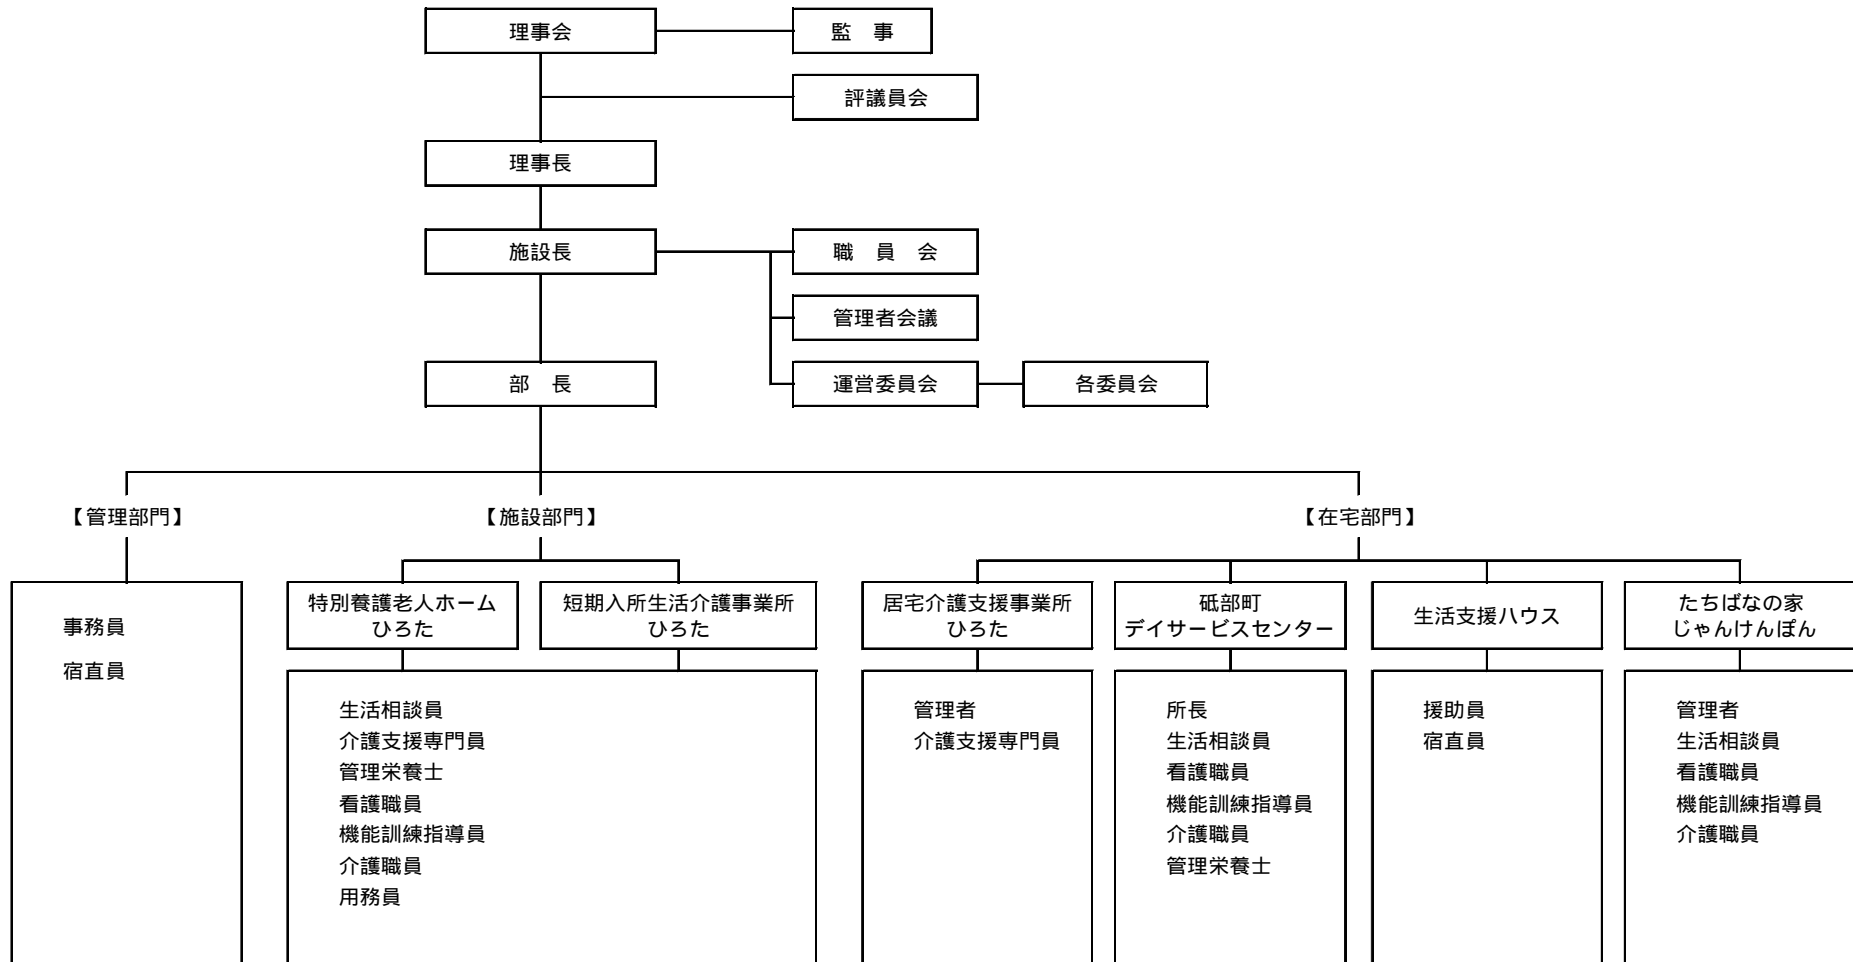 理事会
監　事
評議員会
理事長
施設長
職　員　会
管理者会議
部　長
運営委員会
各委員会
【管理部門】
【施設部門】
【在宅部門】
事務員
宿直員
特別養護老人ホーム
ひろた
短期入所生活介護事業所
ひろた
居宅介護支援事業所
ひろた
砥部町
デイサービスセンター
生活支援ハウス
たちばなの家
じゃんけんぽん
生活相談員
介護支援専門員
管理栄養士
看護職員
機能訓練指導員
介護職員
用務員
管理者
介護支援専門員
所長
生活相談員
看護職員
機能訓練指導員
介護職員
管理栄養士
援助員
宿直員
管理者
生活相談員
看護職員
機能訓練指導員
介護職員